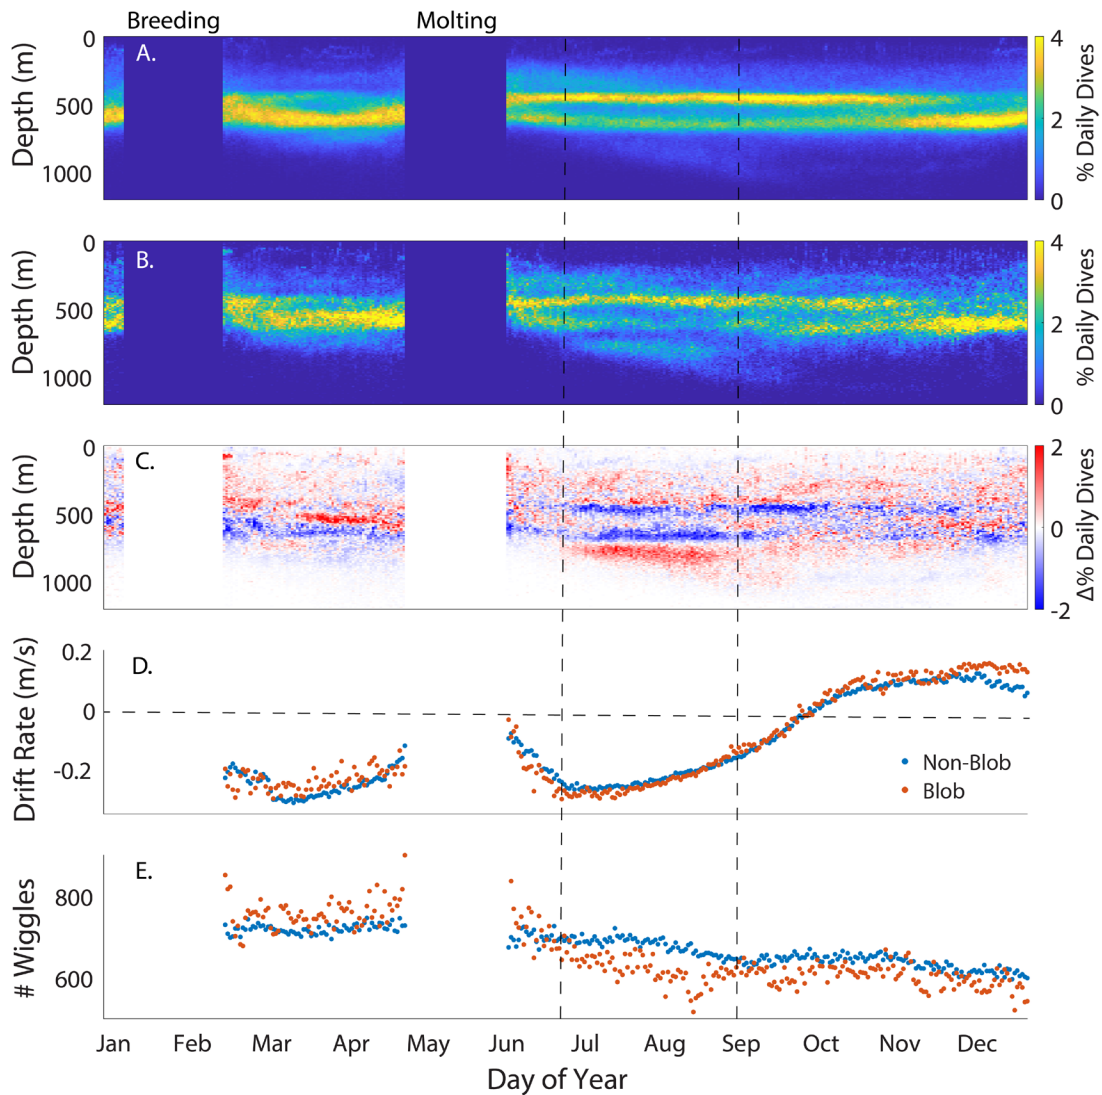 Breeding Molting
A.
Depth (m)
0
500
1000
4
2
0
% Daily Dives
B.
Depth (m)
0
500
1000
4
2
0
% Daily Dives
C.
Depth (m)
0
500
1000
2
0
-2
Δ% Daily Dives
D.
Drift Rate (m/s)
0.2
0
-0.2
Non-Blob
Blob
E.
# Wiggles
800
600
Jan Feb Mar Apr May Jun Jul Aug Sep Oct Nov Dec
Day of Year